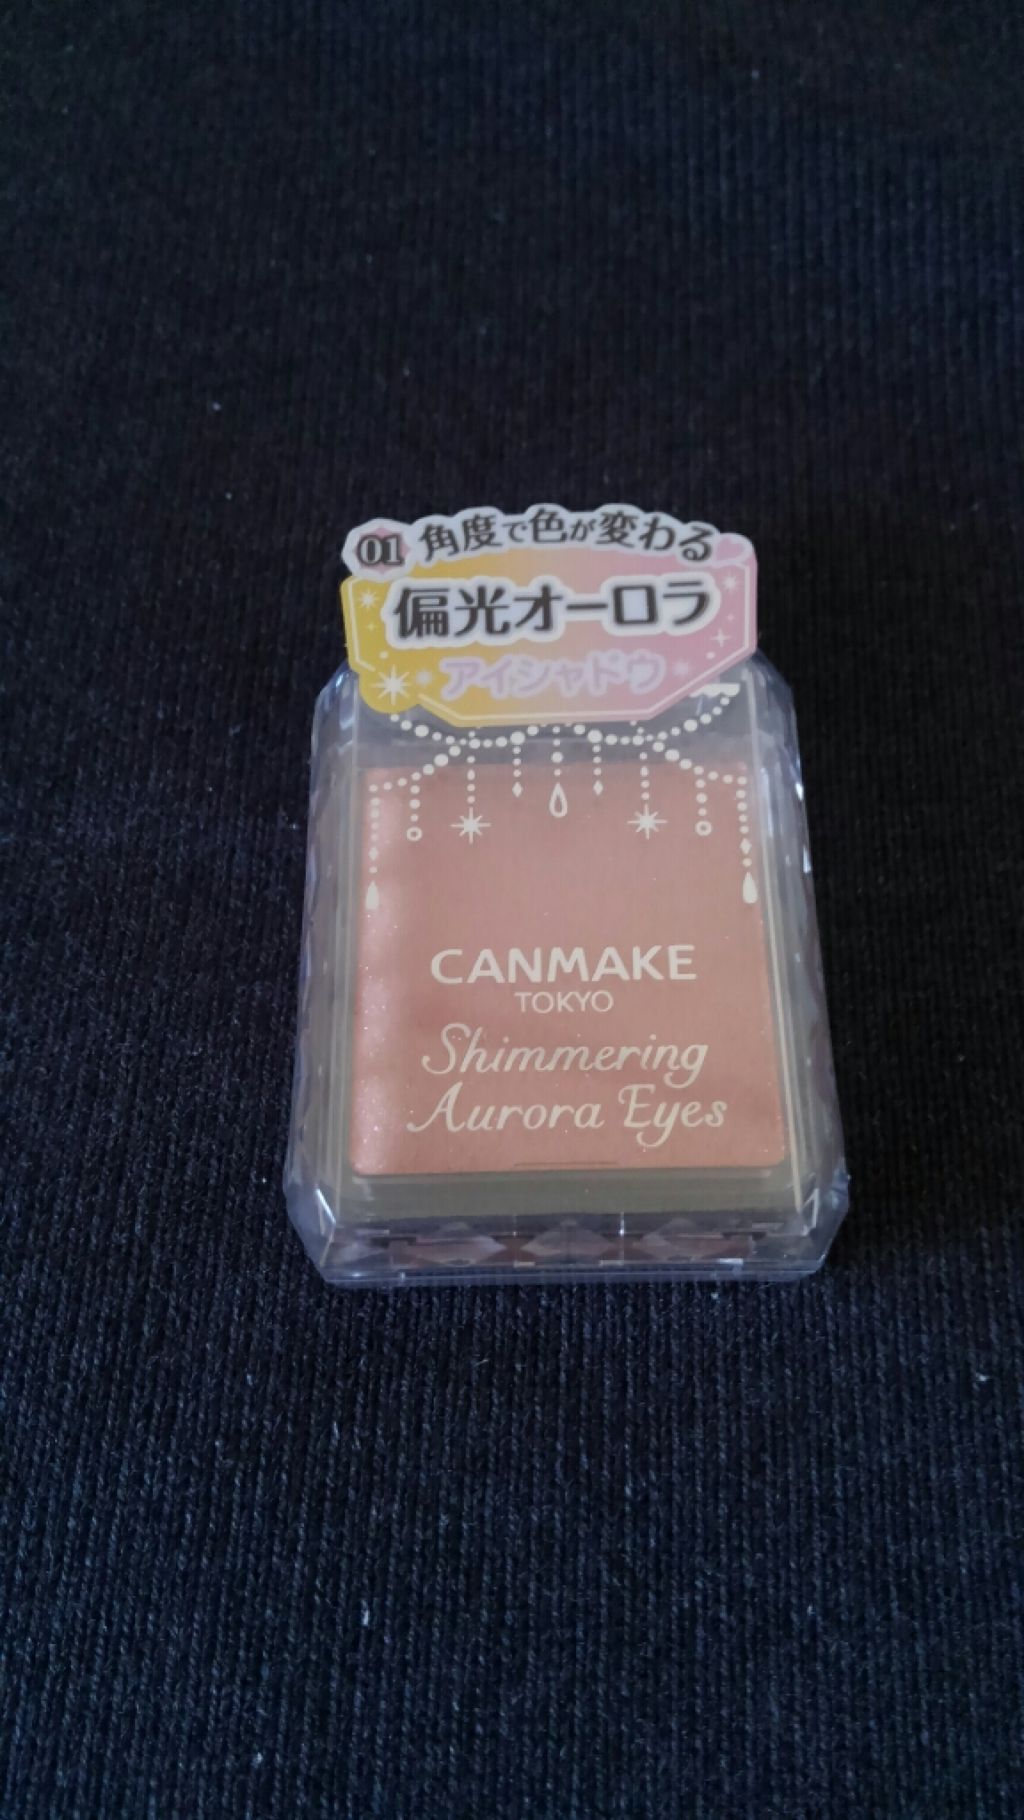 01 角度で色が変わる
偏光オーロラ
アイシャドウ
CANMAKE
TOKYO
Shimmering
Aurora Eyes